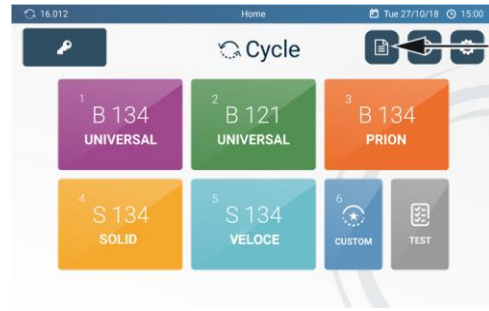 16.012 Home Tue 27/10/18 15:00
Cycle
1
B 134
UNIVERSAL
2
B 121
UNIVERSAL
3
B 134
PRION
4
S 134
SOLID
5
S 134
VELOCE
6
CUSTOM
TEST